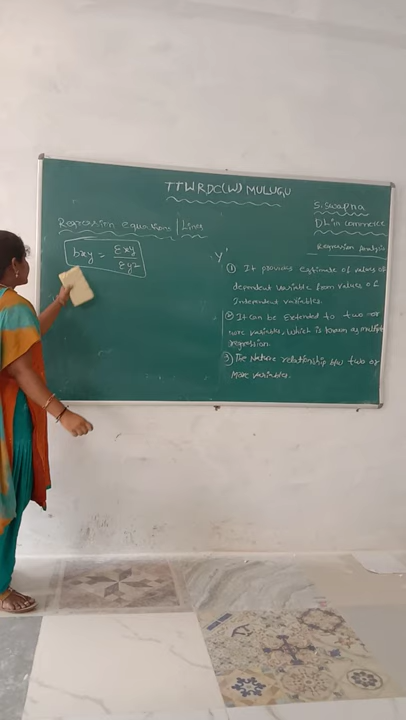 TTWRDC(W) MULUGU
S. Swapna
DL in commerce
Regression Analysis
Regression equations | Lines
bxy = Σxy / Σy2
'y'
① It provides estimate of values of
dependent variable from values of
Independent variables.
② It can be extended to two or
more variables, which is known as multiple
regression.
3) The Nature relationship b/w two or
More variables.